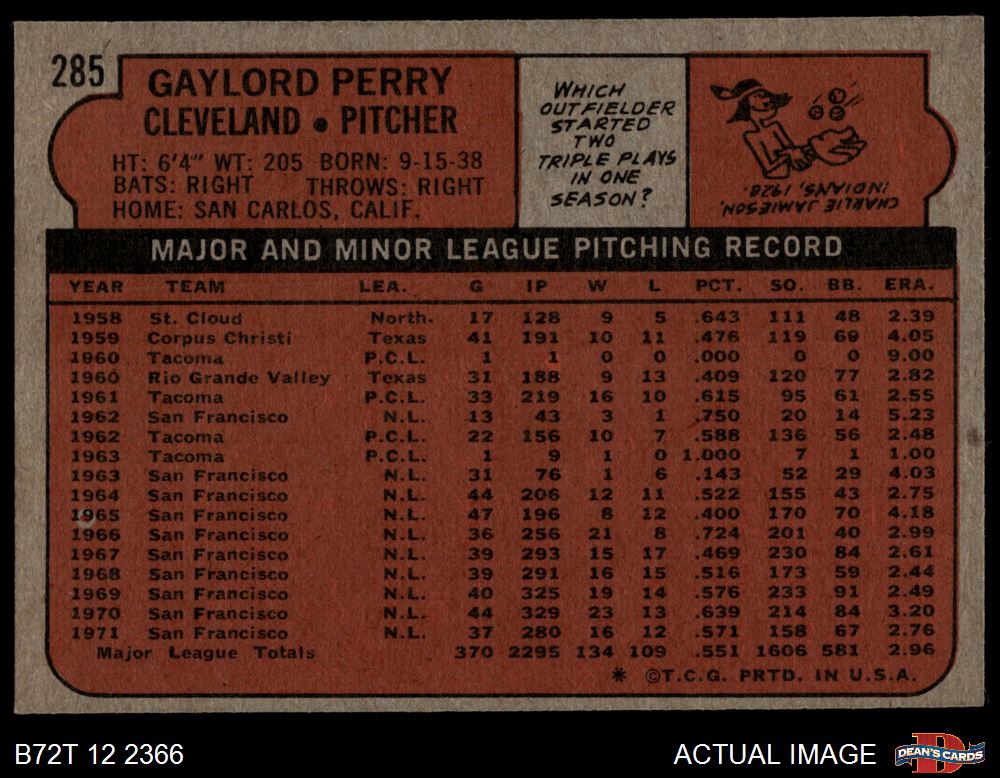 285
GAYLORD PERRY
CLEVELAND • PITCHER
HT: 6'4" WT: 205 BORN: 9-15-38
BATS: RIGHT THROWS: RIGHT
HOME: SAN CARLOS, CALIF.
WHICH
OUTFIELDER
STARTED
TWO
TRIPLE PLAYS
IN ONE
SEASON?
CHARLIE JAMIESON,
INDIANS, 1928.
MAJOR AND MINOR LEAGUE PITCHING RECORD
YEAR TEAM LEA. G IP W L PCT. SO. BB. ERA.
1958 St. Cloud North. 17 128 9 5 .643 111 48 2.39
1959 Corpus Christi Texas 41 191 10 11 .476 119 69 4.05
1960 Tacoma P.C.L. 1 1 0 0 .000 0 0 9.00
1960 Rio Grande Valley Texas 31 188 9 13 .409 120 77 2.82
1961 Tacoma P.C.L. 33 219 16 10 .615 95 61 2.55
1962 San Francisco N.L. 13 43 3 1 .750 20 14 5.23
1962 Tacoma P.C.L. 22 156 10 7 .588 136 56 2.48
1963 Tacoma P.C.L. 1 9 1 0 1.000 7 1 1.00
1963 San Francisco N.L. 31 76 1 6 .143 52 29 4.03
1964 San Francisco N.L. 44 206 12 11 .522 155 43 2.75
1965 San Francisco N.L. 47 196 8 12 .400 170 70 4.18
1966 San Francisco N.L. 36 256 21 8 .724 201 40 2.99
1967 San Francisco N.L. 39 293 15 17 .469 230 84 2.61
1968 San Francisco N.L. 39 291 16 15 .516 173 59 2.44
1969 San Francisco N.L. 40 325 19 14 .576 233 91 2.49
1970 San Francisco N.L. 44 329 23 13 .639 214 84 3.20
1971 San Francisco N.L. 37 280 16 12 .571 158 67 2.76
Major League Totals 370 2295 134 109 .551 1606 581 2.96
* ©T.C.G. PRTD. IN U.S.A.
B72T 12 2366
ACTUAL IMAGE
DEAN'S CARDS